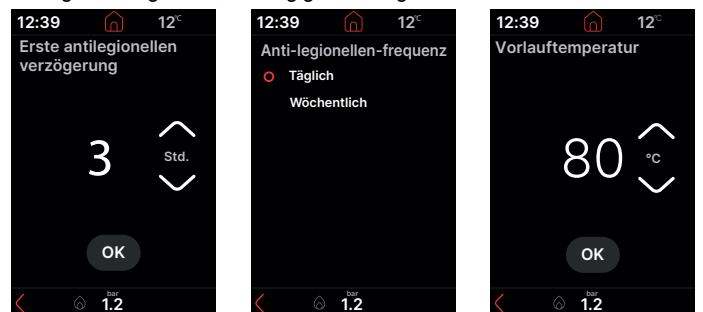 12:39 12°C
Erste antilegionellen
verzögerung
3 Std.
OK
bar
1.2
12:39 12°C
Anti-legionellen-frequenz
Täglich
Wöchentlich
bar
1.2
12:39 12°C
Vorlauftemperatur
80 °C
OK
bar
1.2